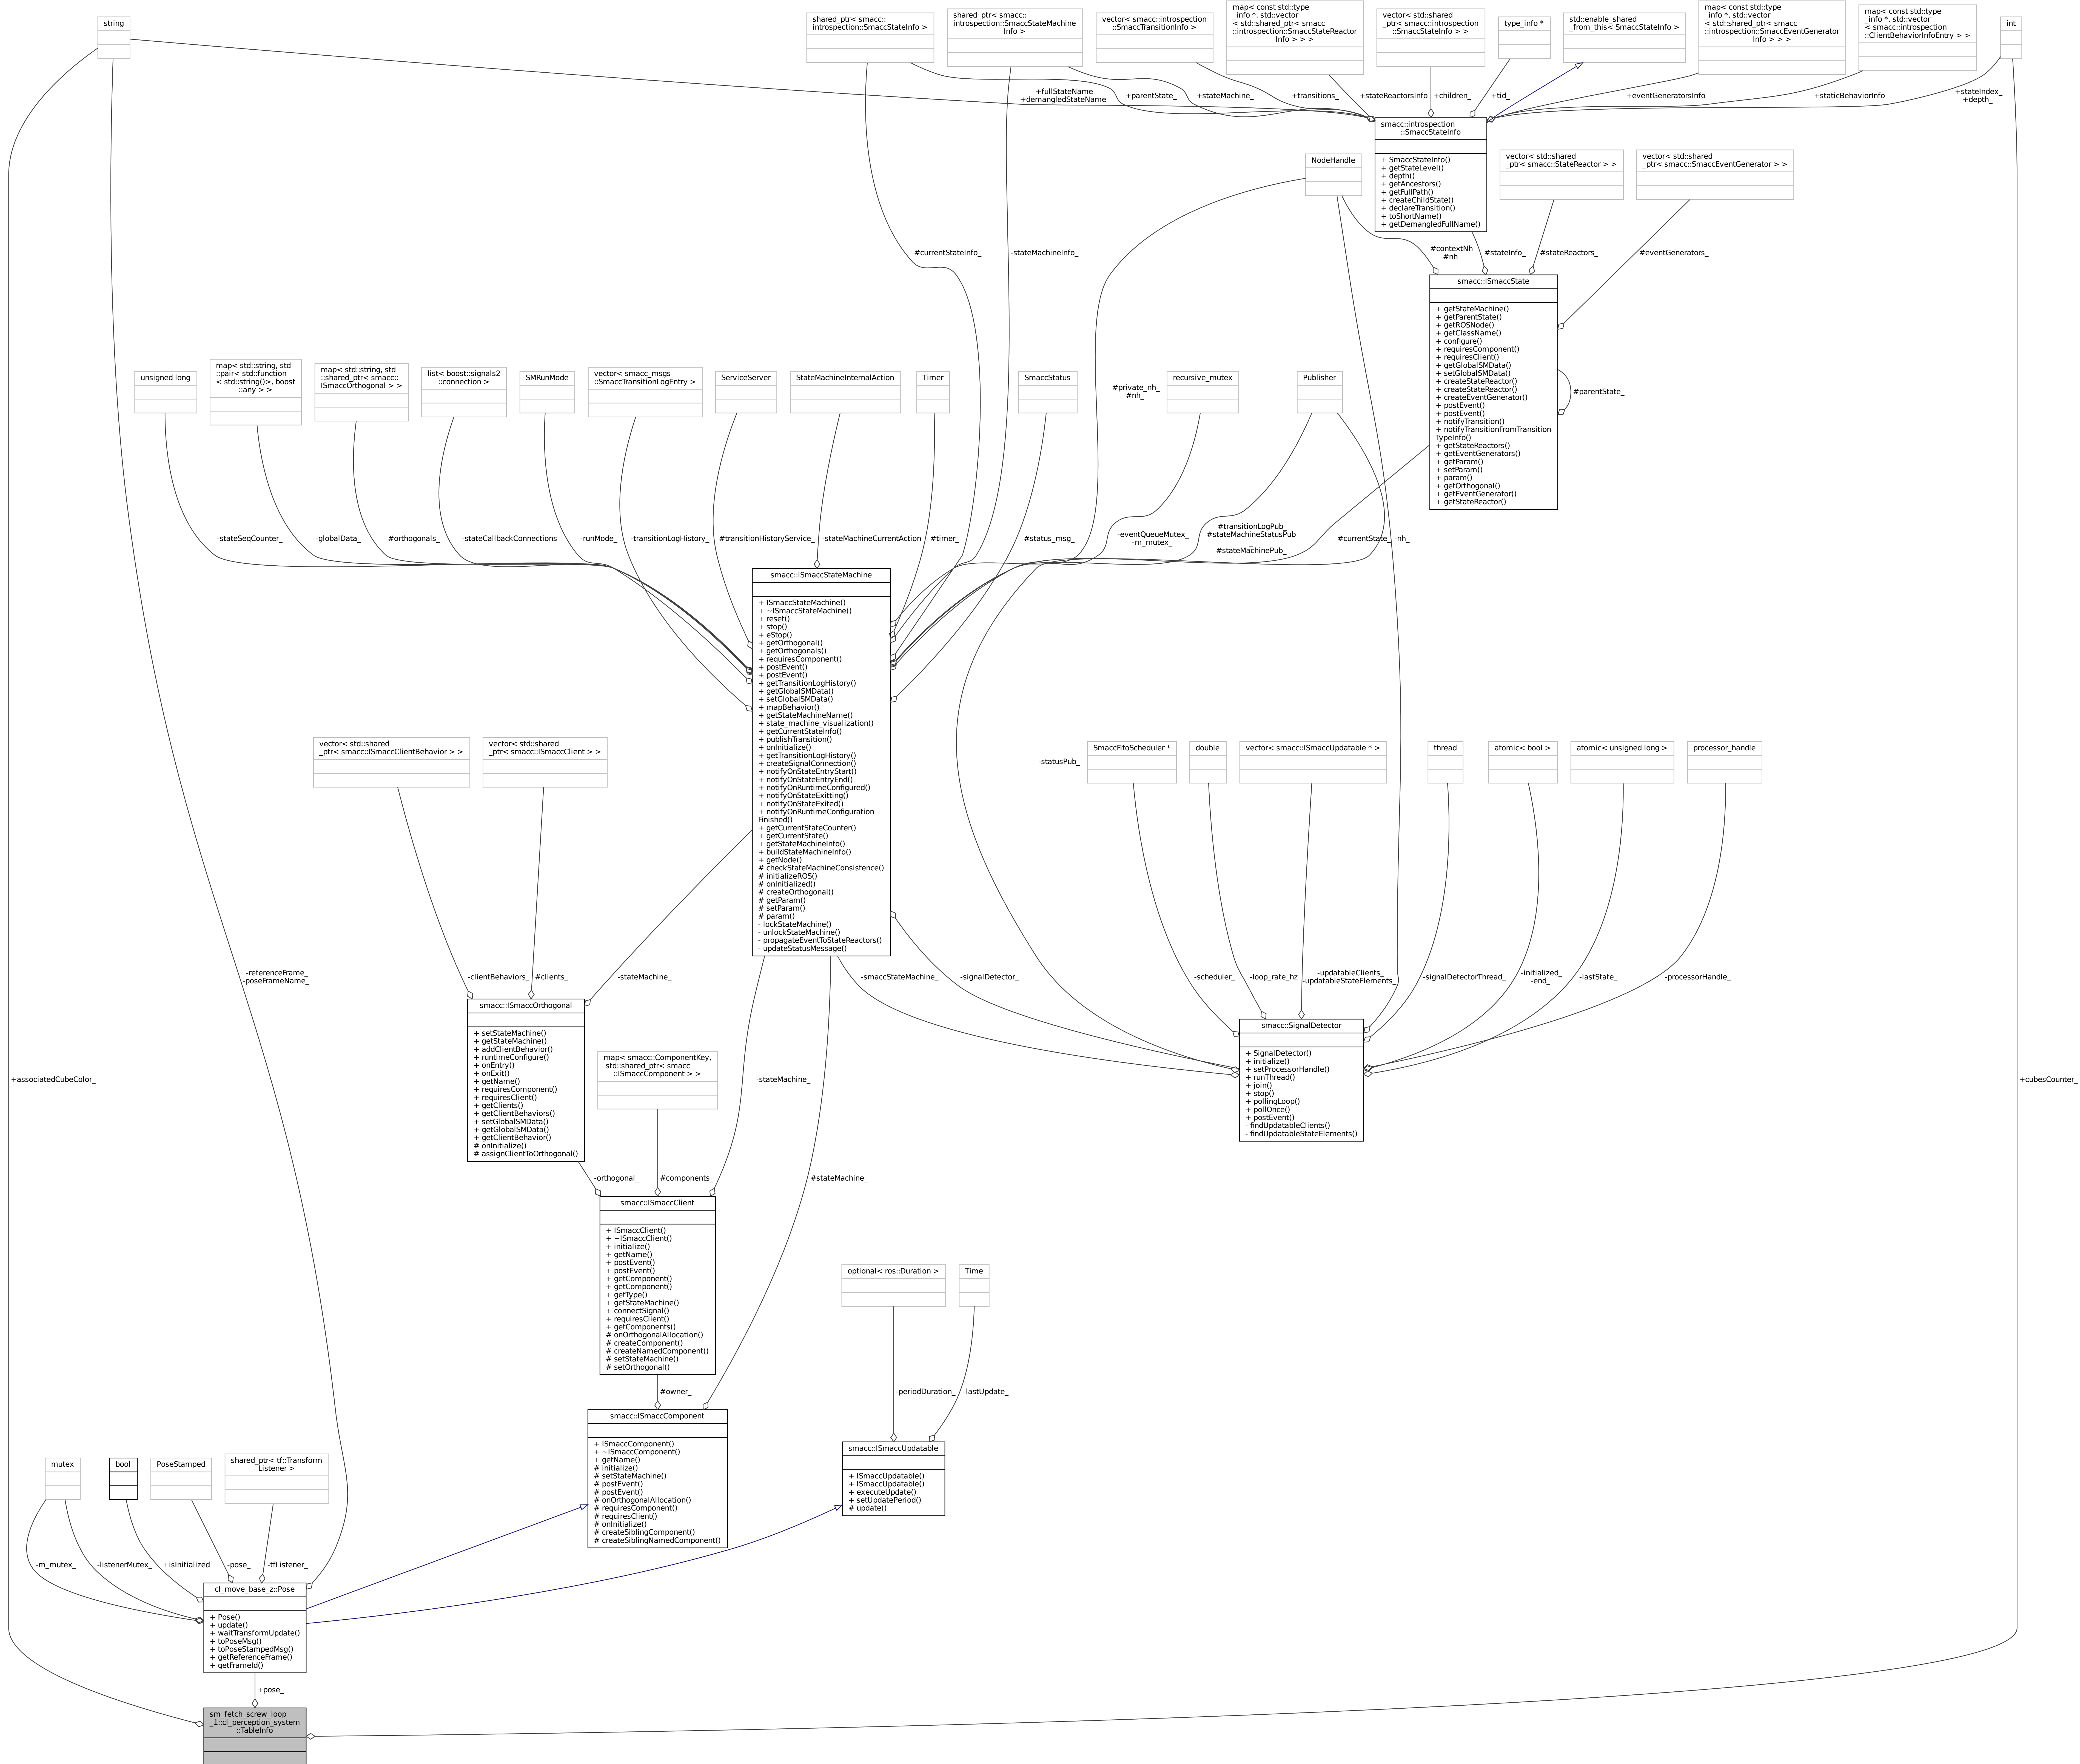 string
shared_ptr< smacc::
introspection::SmaccStateInfo >
shared_ptr< smacc::
introspection::SmaccStateMachine
Info >
vector< smacc::introspection
::SmaccTransitionInfo >
map< const std::type
_info *, std::vector
< std::shared_ptr< smacc
::introspection::SmaccStateReactor
Info > > >
vector< std::shared
_ptr< smacc::introspection
::SmaccStateInfo > >
type_info *
std::enable_shared
_from_this< SmaccStateInfo >
map< const std::type
_info *, std::vector
< std::shared_ptr< smacc
::introspection::SmaccEventGenerator
Info > > >
map< const std::type
_info *, std::vector
< smacc::introspection
::ClientBehaviorInfoEntry > >
int
+fullStateName
+demangledStateName
+parentState_
+stateMachine_
+transitions_
+stateReactorsInfo
+children_
+tid_
+eventGeneratorsInfo
+staticBehaviorInfo
+stateIndex_
+depth_
smacc::introspection
::SmaccStateInfo
+ SmaccStateInfo()
+ getStateLevel()
+ depth()
+ getAncestors()
+ getFullPath()
+ createChildState()
+ declareTransition()
+ toShortName()
+ getDemangledFullName()
NodeHandle
vector< std::shared
_ptr< smacc::StateReactor > >
vector< std::shared
_ptr< smacc::SmaccEventGenerator > >
#currentStateInfo_
-stateMachineInfo_
#contextNh
#nh
#stateInfo_
#stateReactors_
#eventGenerators_
smacc::ISmaccState
+ getStateMachine()
+ getParentState()
+ getROSNode()
+ getClassName()
+ configure()
+ requiresComponent()
+ requiresClient()
+ getGlobalSMData()
+ setGlobalSMData()
+ createStateReactor()
+ createStateReactor()
+ createEventGenerator()
+ postEvent()
+ postEvent()
+ notifyTransition()
+ notifyTransitionFromTransition
TypeInfo()
+ getStateReactors()
+ getEventGenerators()
+ getParam()
+ setParam()
+ param()
+ getOrthogonal()
+ getEventGenerator()
+ getStateReactor()
#parentState_
unsigned long
map< std::string, std
::pair< std::function
< std::string()>, boost
::any > >
map< std::string, std
::shared_ptr< smacc::
ISmaccOrthogonal > >
list< boost::signals2
::connection >
SMRunMode
vector< smacc_msgs
::SmaccTransitionLogEntry >
ServiceServer
StateMachineInternalAction
Timer
SmaccStatus
#private_nh_
#nh_
recursive_mutex
Publisher
-stateSeqCounter_
-globalData_
#orthogonals_
-stateCallbackConnections
-runMode_
-transitionLogHistory_
#transitionHistoryService_
-stateMachineCurrentAction
#timer_
#status_msg_
-eventQueueMutex_
-m_mutex_
#transitionLogPub_
#stateMachineStatusPub
_
#stateMachinePub_
#currentState_
-nh_
smacc::ISmaccStateMachine
+ ISmaccStateMachine()
+ ~ISmaccStateMachine()
+ reset()
+ stop()
+ eStop()
+ getOrthogonal()
+ getOrthogonals()
+ requiresComponent()
+ postEvent()
+ postEvent()
+ getTransitionLogHistory()
+ getGlobalSMData()
+ setGlobalSMData()
+ mapBehavior()
+ getStateMachineName()
+ state_machine_visualization()
+ getCurrentStateInfo()
+ publishTransition()
+ onInitialize()
+ getTransitionLogHistory()
+ createSignalConnection()
+ notifyOnStateEntryStart()
+ notifyOnStateEntryEnd()
+ notifyOnRuntimeConfigured()
+ notifyOnStateExitting()
+ notifyOnStateExited()
+ notifyOnRuntimeConfiguration
Finished()
+ getCurrentStateCounter()
+ getCurrentState()
+ getStateMachineInfo()
+ buildStateMachineInfo()
+ getNode()
# checkStateMachineConsistence()
# initializeROS()
# onInitialized()
# createOrthogonal()
# getParam()
# setParam()
# param()
- lockStateMachine()
- unlockStateMachine()
- propagateEventToStateReactors()
- updateStatusMessage()
vector< std::shared
_ptr< smacc::ISmaccClientBehavior > >
vector< std::shared
_ptr< smacc::ISmaccClient > >
-statusPub_
SmaccFifoScheduler *
double
vector< smacc::ISmaccUpdatable * >
thread
atomic< bool >
atomic< unsigned long >
processor_handle
-referenceFrame_
-poseFrameName_
-clientBehaviors_
#clients_
-stateMachine_
-smaccStateMachine_
-signalDetector_
-scheduler_
-loop_rate_hz
-updatableClients_
-updatableStateElements_
-signalDetectorThread_
-initialized_
-end_
-lastState_
-processorHandle_
smacc::ISmaccOrthogonal
+ setStateMachine()
+ getStateMachine()
+ addClientBehavior()
+ runtimeConfigure()
+ onEntry()
+ onExit()
+ getName()
+ requiresComponent()
+ requiresClient()
+ getClients()
+ getClientBehaviors()
+ setGlobalSMData()
+ getGlobalSMData()
+ getClientBehavior()
# onInitialize()
# assignClientToOrthogonal()
smacc::SignalDetector
+ SignalDetector()
+ initialize()
+ setProcessorHandle()
+ runThread()
+ join()
+ stop()
+ pollingLoop()
+ pollOnce()
+ postEvent()
- findUpdatableClients()
- findUpdatableStateElements()
map< smacc::ComponentKey,
std::shared_ptr< smacc
::ISmaccComponent > >
+associatedCubeColor_
-stateMachine_
+cubesCounter_
-orthogonal_
#components_
#stateMachine_
smacc::ISmaccClient
+ ISmaccClient()
+ ~ISmaccClient()
+ initialize()
+ getName()
+ postEvent()
+ postEvent()
+ getComponent()
+ getComponent()
+ getType()
+ getStateMachine()
+ connectSignal()
+ requiresClient()
+ getComponents()
# onOrthogonalAllocation()
# createComponent()
# createNamedComponent()
# setStateMachine()
# setOrthogonal()
optional< ros::Duration >
Time
#owner_
-periodDuration_
-lastUpdate_
smacc::ISmaccComponent
+ ISmaccComponent()
+ ~ISmaccComponent()
+ getName()
# initialize()
# setStateMachine()
# postEvent()
# postEvent()
# onOrthogonalAllocation()
# requiresComponent()
# requiresClient()
# onInitialize()
# createSiblingComponent()
# createSiblingNamedComponent()
smacc::ISmaccUpdatable
+ ISmaccUpdatable()
+ ISmaccUpdatable()
+ executeUpdate()
+ setUpdatePeriod()
# update()
mutex
bool
PoseStamped
shared_ptr< tf::Transform
Listener >
-m_mutex_
-listenerMutex_
+isInitialized
-pose_
-tfListener_
cl_move_base_z::Pose
+ Pose()
+ update()
+ waitTransformUpdate()
+ toPoseMsg()
+ toPoseStampedMsg()
+ getReferenceFrame()
+ getFrameId()
+pose_
sm_fetch_screw_loop
_1::cl_perception_system
::TableInfo